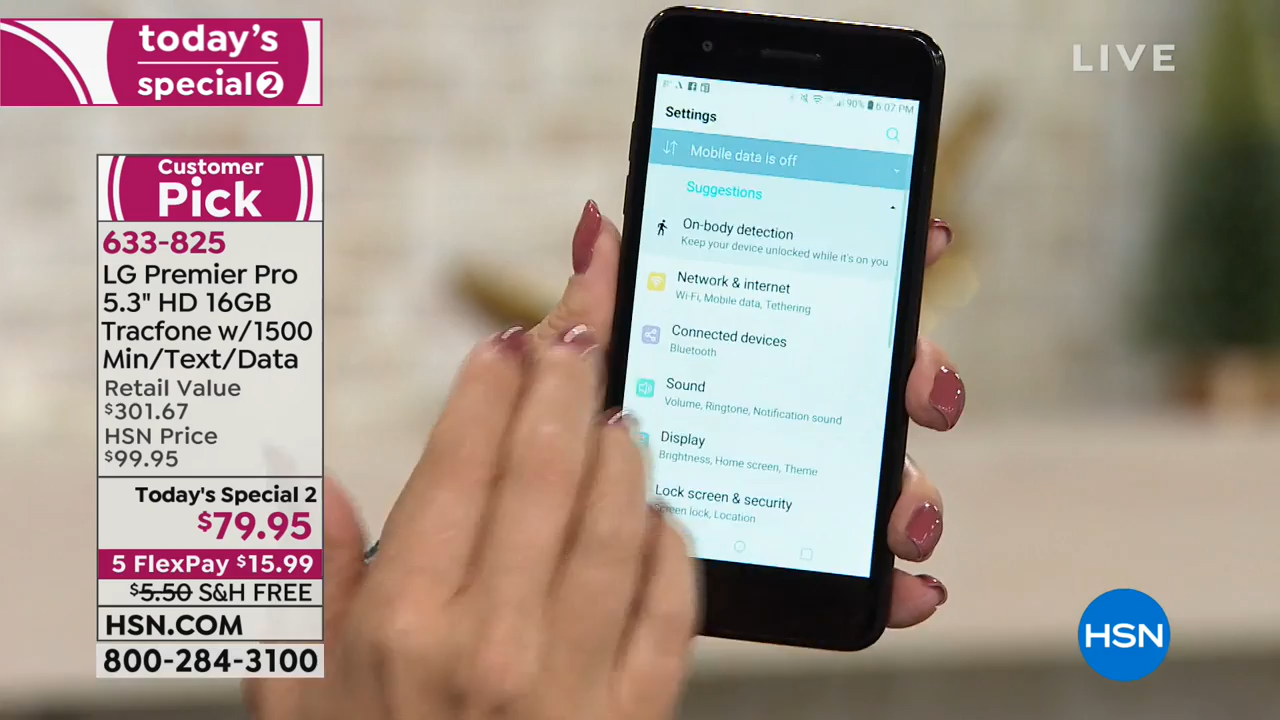 today's
special 2
LIVE
Customer
Pick
633-825
LG Premier Pro
5.3" HD 16GB
Tracfone w/1500
Min/Text/Data
Retail Value
$301.67
HSN Price
$99.95
Today's Special 2
$79.95
5 FlexPay $15.99
$5.50 S&H FREE
HSN.COM
800-284-3100
90% 6:07 PM
Settings
Mobile data is off
Suggestions
On-body detection
Keep your device unlocked while it's on you
Network & internet
Wi-Fi, Mobile data, Tethering
Connected devices
Bluetooth
Sound
Volume, Ringtone, Notification sound
Display
Brightness, Home screen, Theme
Lock screen & security
Screen lock, Location
HSN